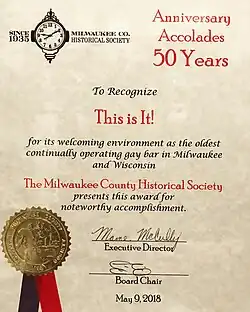 SINCE
1935
MILWAUKEE CO.
HISTORICAL SOCIETY
Anniversary
Accolades
50 Years
To Recognize
This is It!
for its welcoming environment as the oldest
continually operating gay bar in Milwaukee
and Wisconsin
The Milwaukee County Historical Society
presents this award for
noteworthy accomplishment.
Executive Director
Board Chair
May 9, 2018